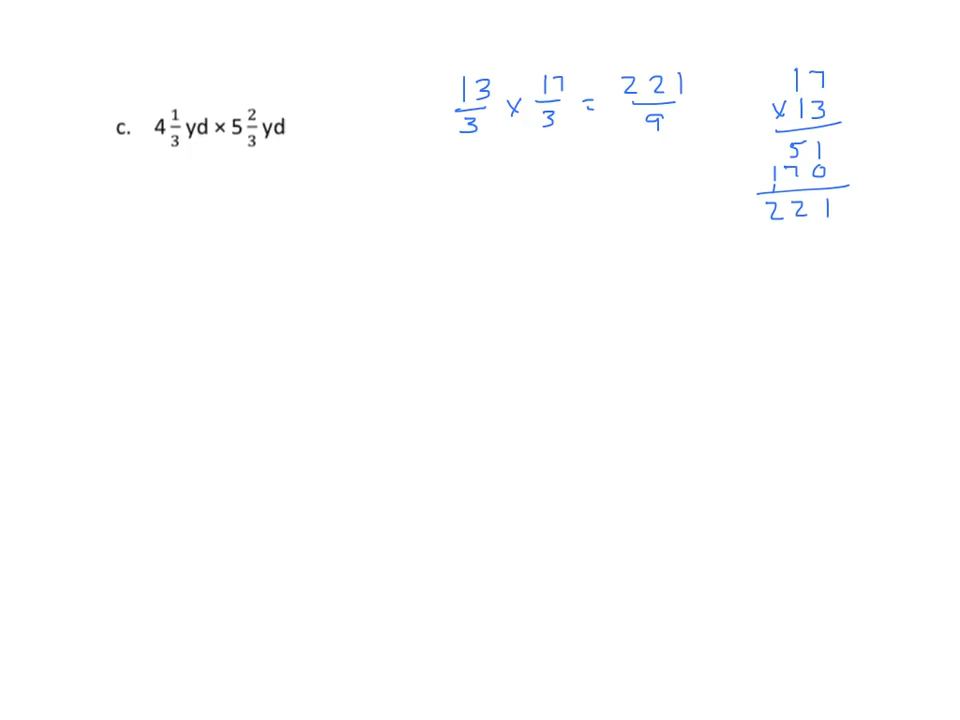 c. 4 1/3 yd × 5 2/3 yd
13/3 × 17/3 = 221/9
17
× 13
51
170
221